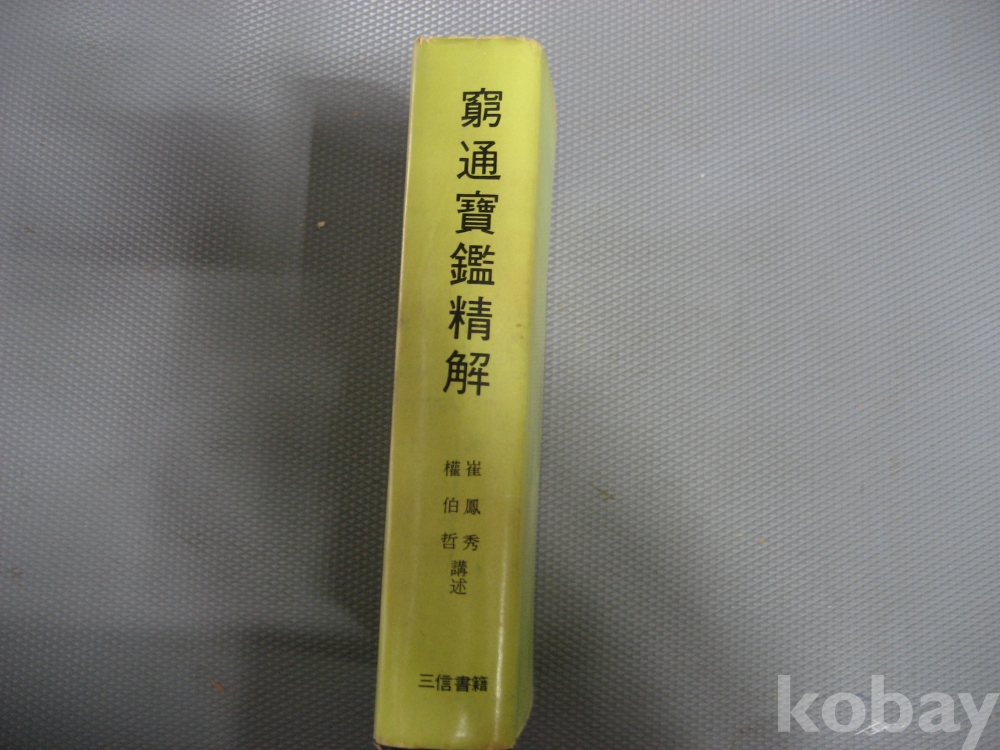 窮通寶鑑精解
崔鳳秀
權伯哲
講述
三信書籍
kobay